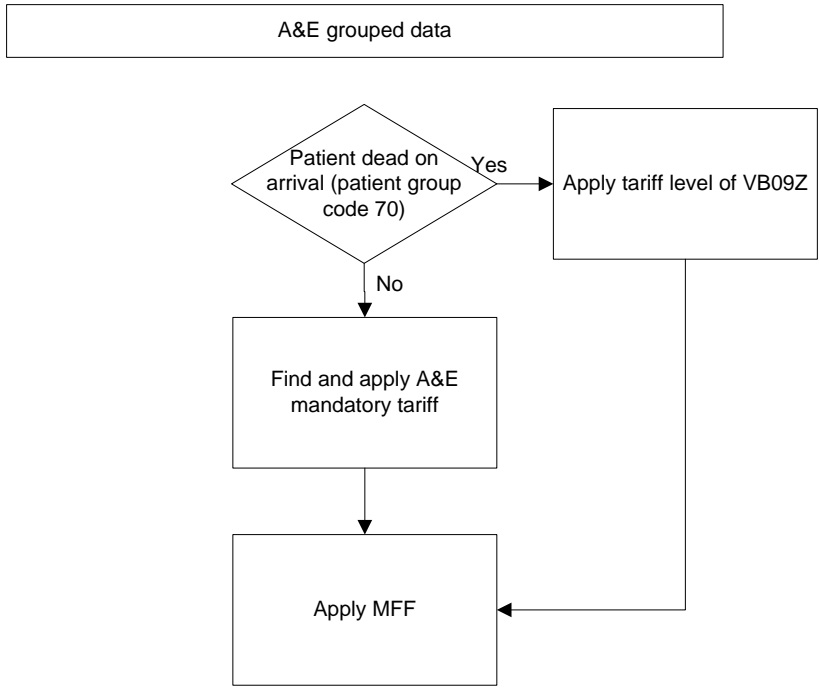 A&E grouped data
Patient dead on
arrival (patient group
code 70)
Yes
Apply tariff level of VB09Z
No
Find and apply A&E
mandatory tariff
Apply MFF